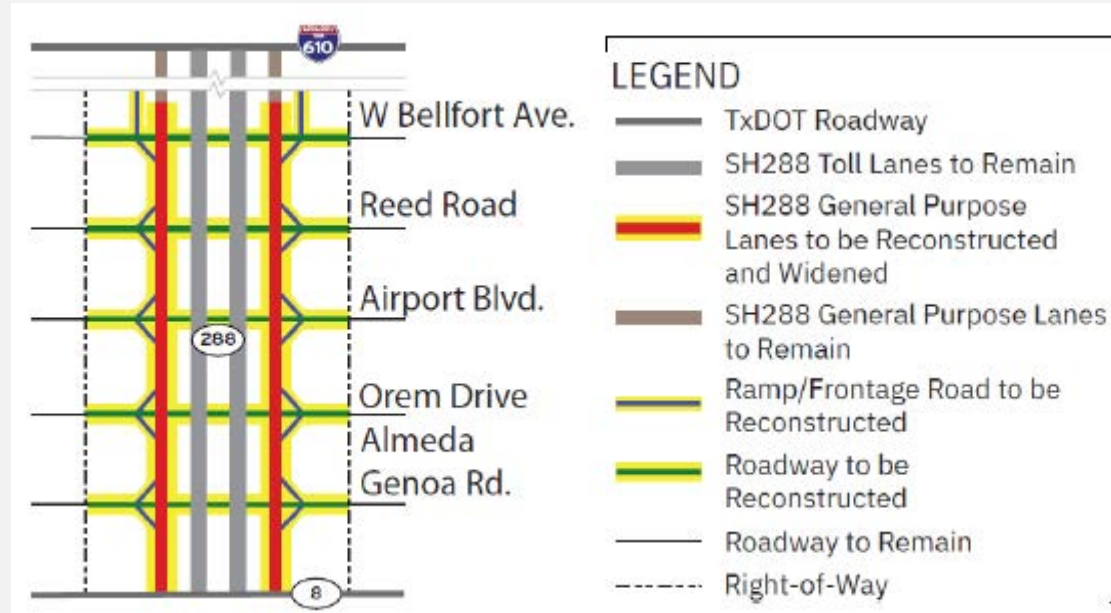 610
W Bellfort Ave.
Reed Road
Airport Blvd.
288
Orem Drive
Almeda
Genoa Rd.
8
LEGEND
TxDOT Roadway
SH288 Toll Lanes to Remain
SH288 General Purpose
Lanes to be Reconstructed
and Widened
SH288 General Purpose Lanes
to Remain
Ramp/Frontage Road to be
Reconstructed
Roadway to be
Reconstructed
Roadway to Remain
Right-of-Way